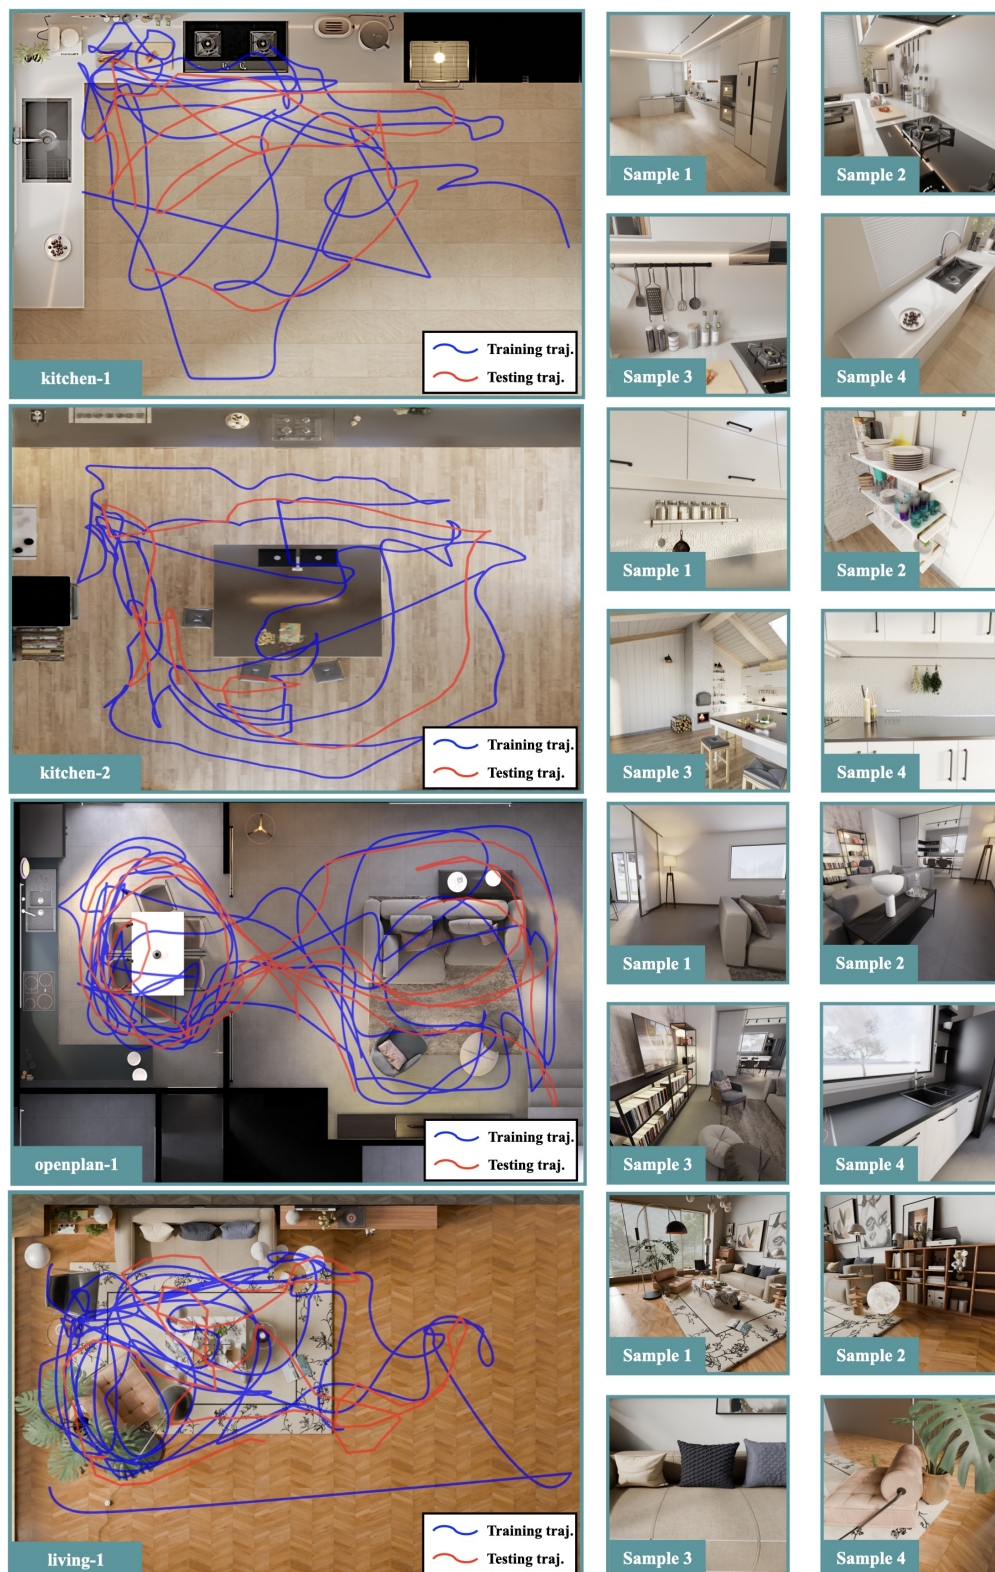 Sample 1
Sample 2
Sample 3
Sample 4
Training traj.
Testing traj.
kitchen-1
Sample 1
Sample 2
Sample 3
Sample 4
Training traj.
Testing traj.
kitchen-2
Sample 1
Sample 2
Sample 3
Sample 4
Training traj.
Testing traj.
openplan-1
Sample 1
Sample 2
Sample 3
Sample 4
Training traj.
Testing traj.
living-1